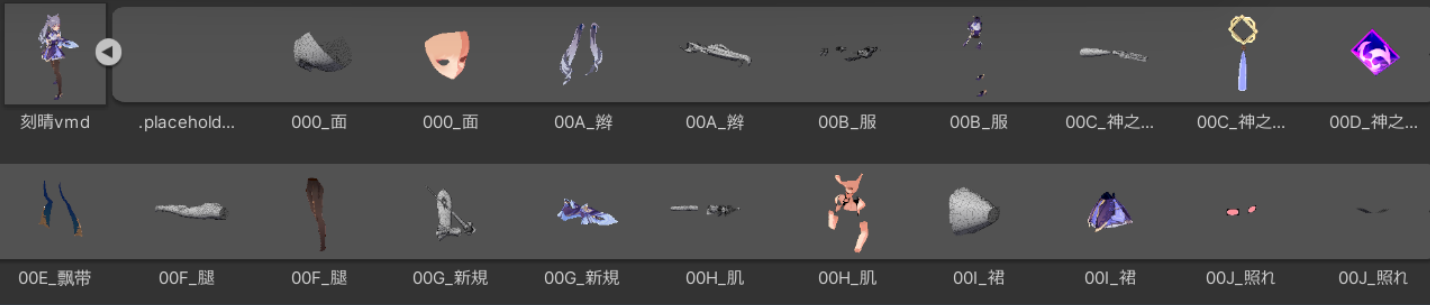 刻晴vmd .placehold... 000_面 000_面 00A_辫 00A_辫 00B_服 00B_服 00C_神之... 00C_神之... 00D_神之...
00E_飘带 00F_腿 00F_腿 00G_新規 00G_新規 00H_肌 00H_肌 00I_裙 00I_裙 00J_照れ 00J_照れ